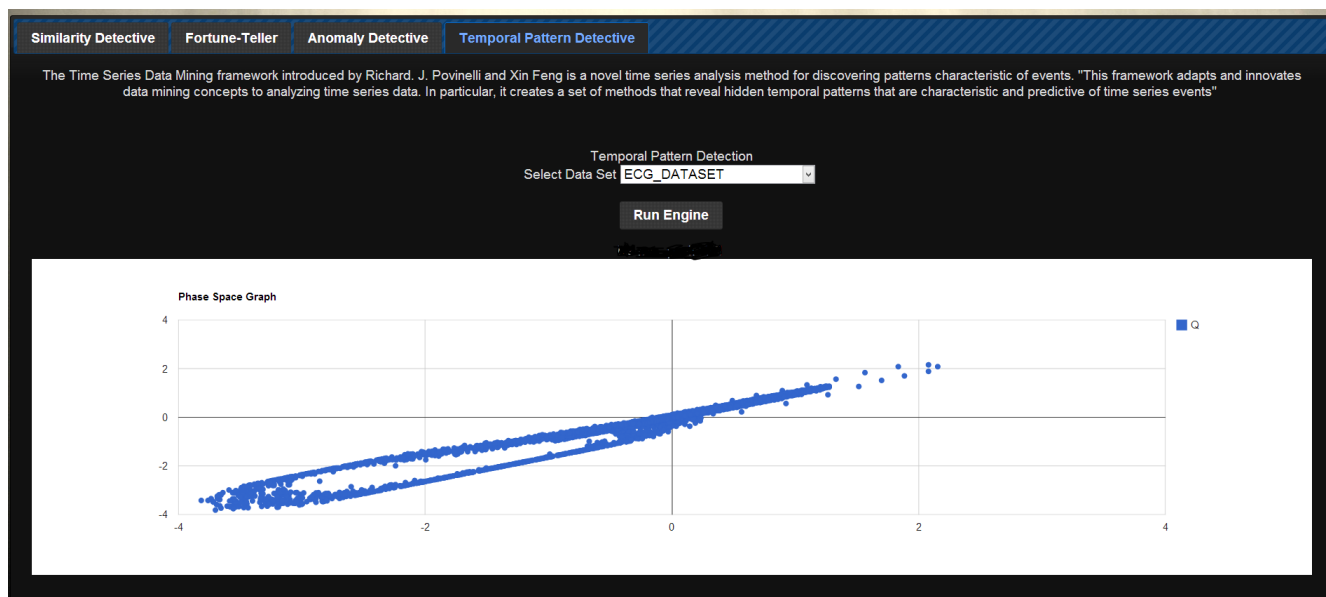 Similarity Detective Fortune-Teller Anomaly Detective Temporal Pattern Detective
The Time Series Data Mining framework introduced by Richard. J. Povinelli and Xin Feng is a novel time series analysis method for discovering patterns characteristic of events. "This framework adapts and innovates
data mining concepts to analyzing time series data. In particular, it creates a set of methods that reveal hidden temporal patterns that are characteristic and predictive of time series events"
Temporal Pattern Detection
Select Data Set ECG_DATASET
Run Engine
Phase Space Graph
4
Q
2
0
-2
-4
-4 -2 0 2 4